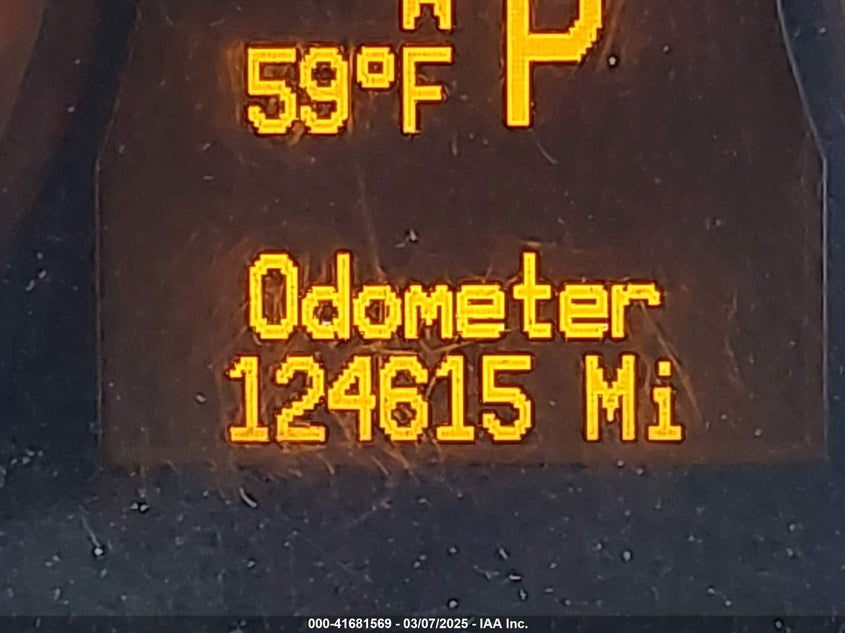 59°F P
Odometer
124615 Mi
000-41681569 - 03/07/2025 - IAA Inc.